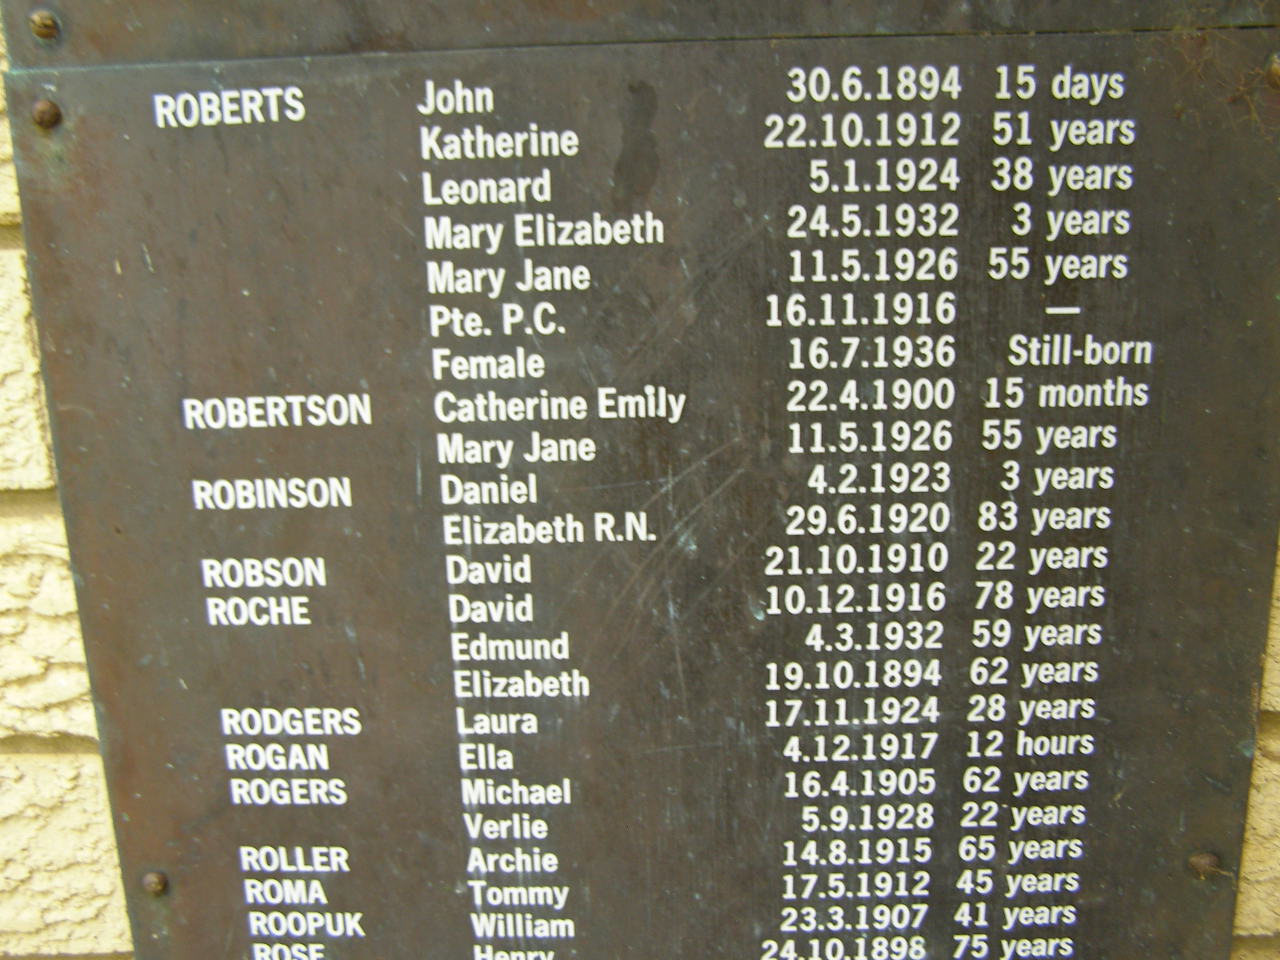 ROBERTS John 30.6.1894 15 days
Katherine 22.10.1912 51 years
Leonard 5.1.1924 38 years
Mary Elizabeth 24.5.1932 3 years
Mary Jane 11.5.1926 55 years
Pte. P.C. 16.11.1916 —
Female 16.7.1936 Still-born
ROBERTSON Catherine Emily 22.4.1900 15 months
Mary Jane 11.5.1926 55 years
ROBINSON Daniel 4.2.1923 3 years
Elizabeth R.N. 29.6.1920 83 years
ROBSON David 21.10.1910 22 years
ROCHE David 10.12.1916 78 years
Edmund 4.3.1932 59 years
Elizabeth 19.10.1894 62 years
RODGERS Laura 17.11.1924 28 years
ROGAN Ella 4.12.1917 12 hours
ROGERS Michael 16.4.1905 62 years
Verlie 5.9.1928 22 years
ROLLER Archie 14.8.1915 65 years
ROMA Tommy 17.5.1912 45 years
ROOPUK William 23.3.1907 41 years
ROSE Henry 24.10.1898 75 years